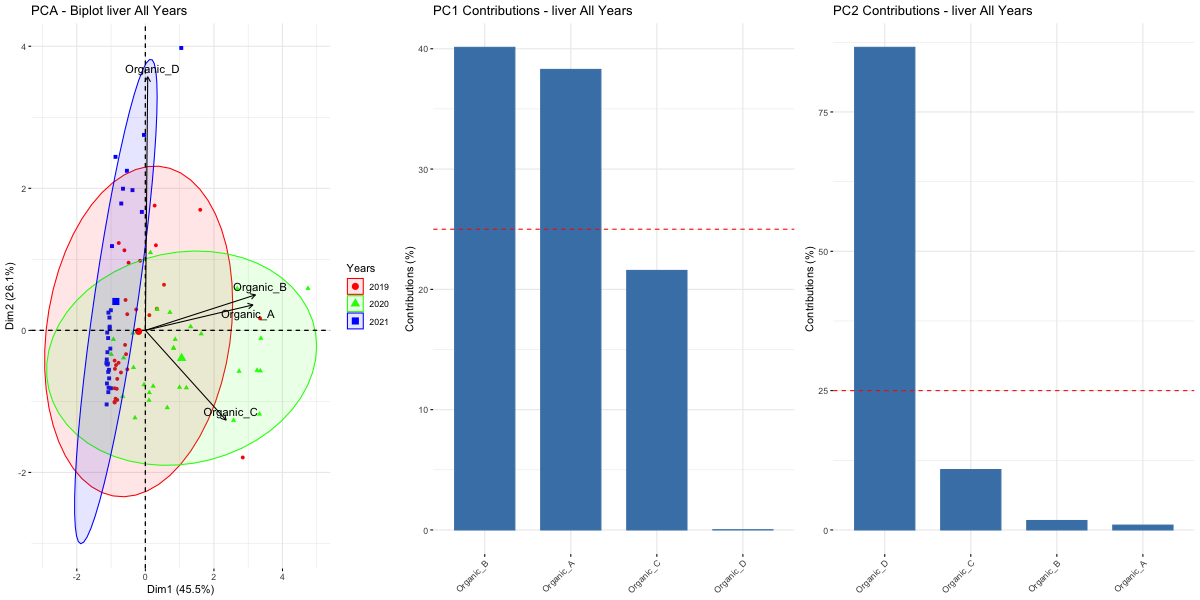 PCA - Biplot liver All Years
4
2
0
-2
-2
0
2
4
Dim1 (45.5%)
Dim2 (26.1%)
Organic_D
Organic_B
Organic_A
Organic_C
Years
2019
2020
2021
PC1 Contributions - liver All Years
Contributions (%)
40
30
20
10
0
Organic_B
Organic_A
Organic_C
Organic_D
PC2 Contributions - liver All Years
Contributions (%)
75
50
25
0
Organic_D
Organic_C
Organic_B
Organic_A